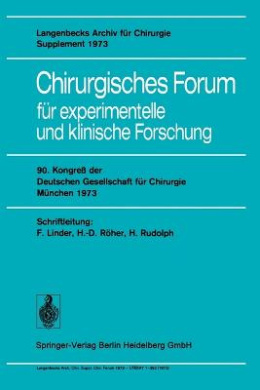 Langenbecks Archiv für Chirurgie
Supplement 1973
Chirurgisches Forum
für experimentelle
und klinische Forschung
90. Kongreß der
Deutschen Gesellschaft für Chirurgie
München 1973
Schriftleitung:
F. Linder, H.-D. Röher, H. Rudolph
Springer-Verlag Berlin Heidelberg GmbH